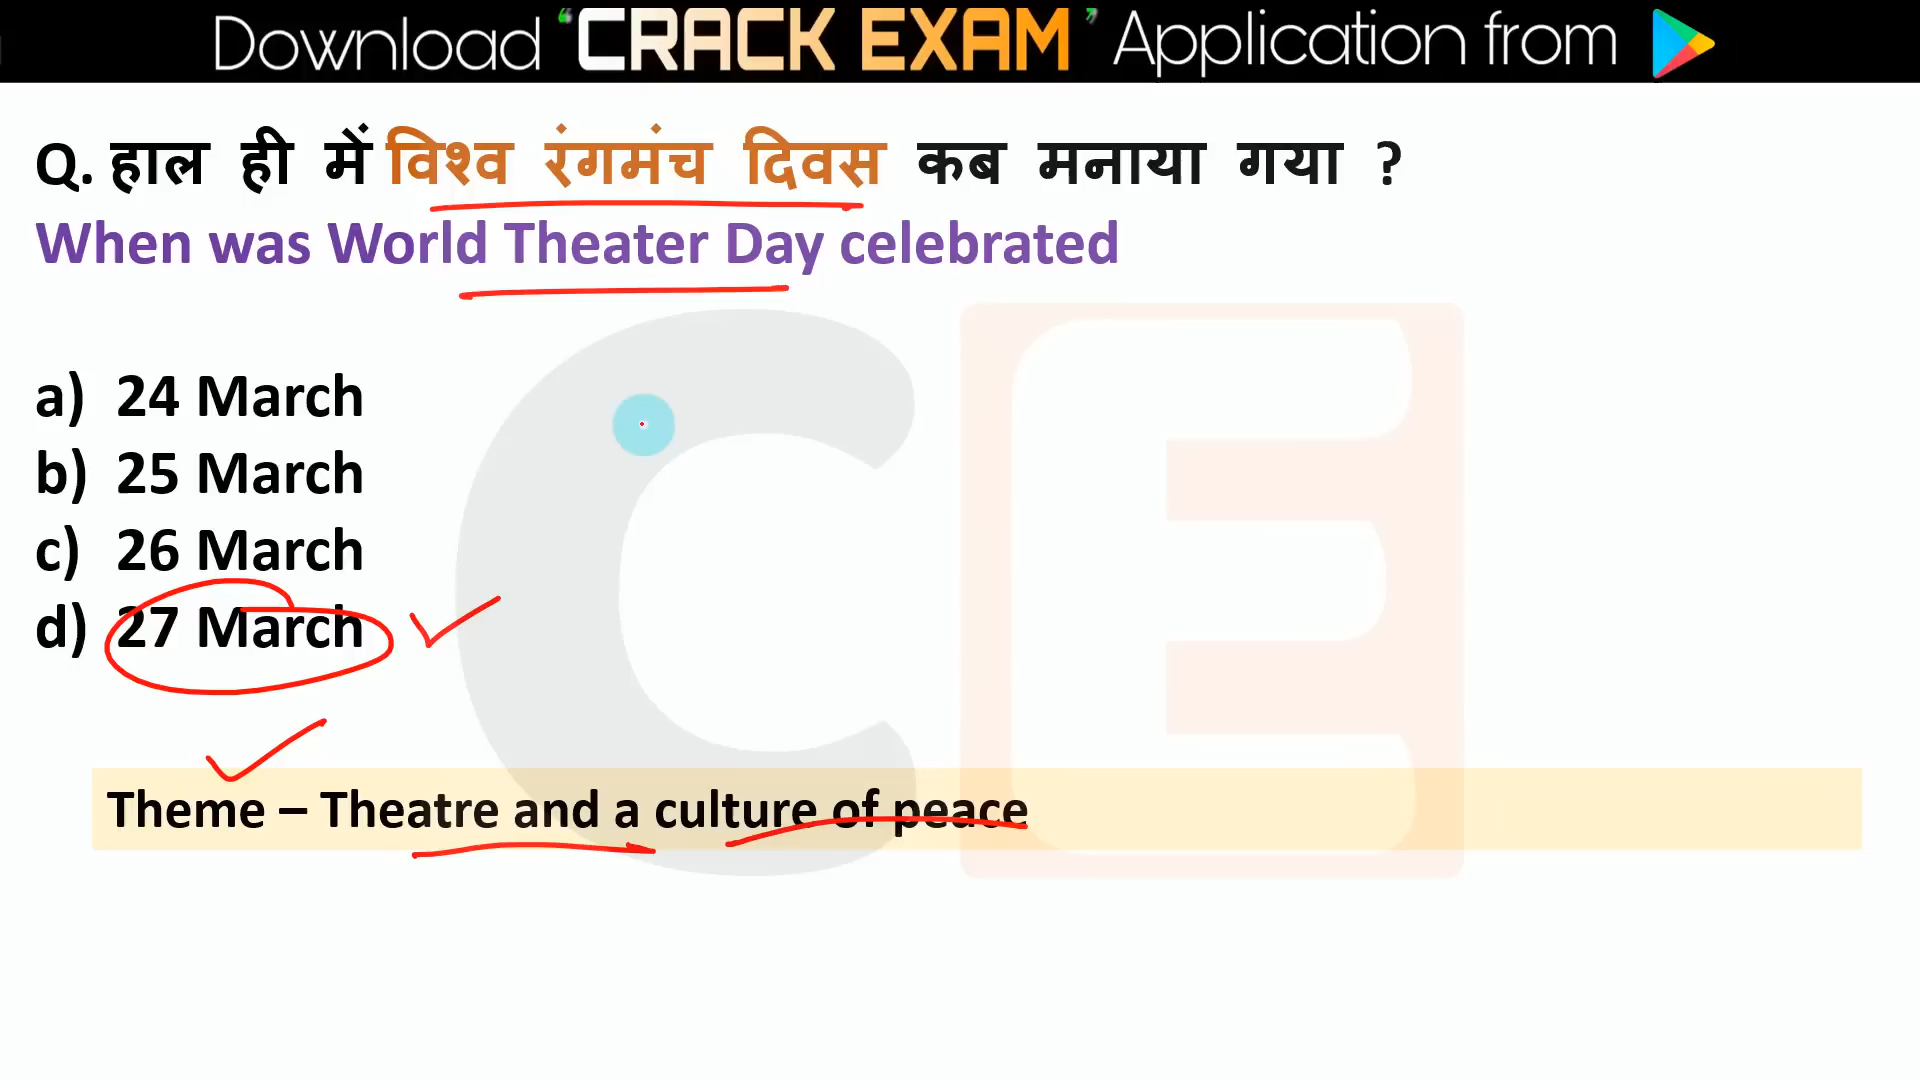 Download ‘CRACK EXAM’ Application from
Q. हाल ही में विश्व रंगमंच दिवस कब मनाया गया ?
When was World Theater Day celebrated
a) 24 March
b) 25 March
c) 26 March
d) 27 March
Theme – Theatre and a culture of peace
CE